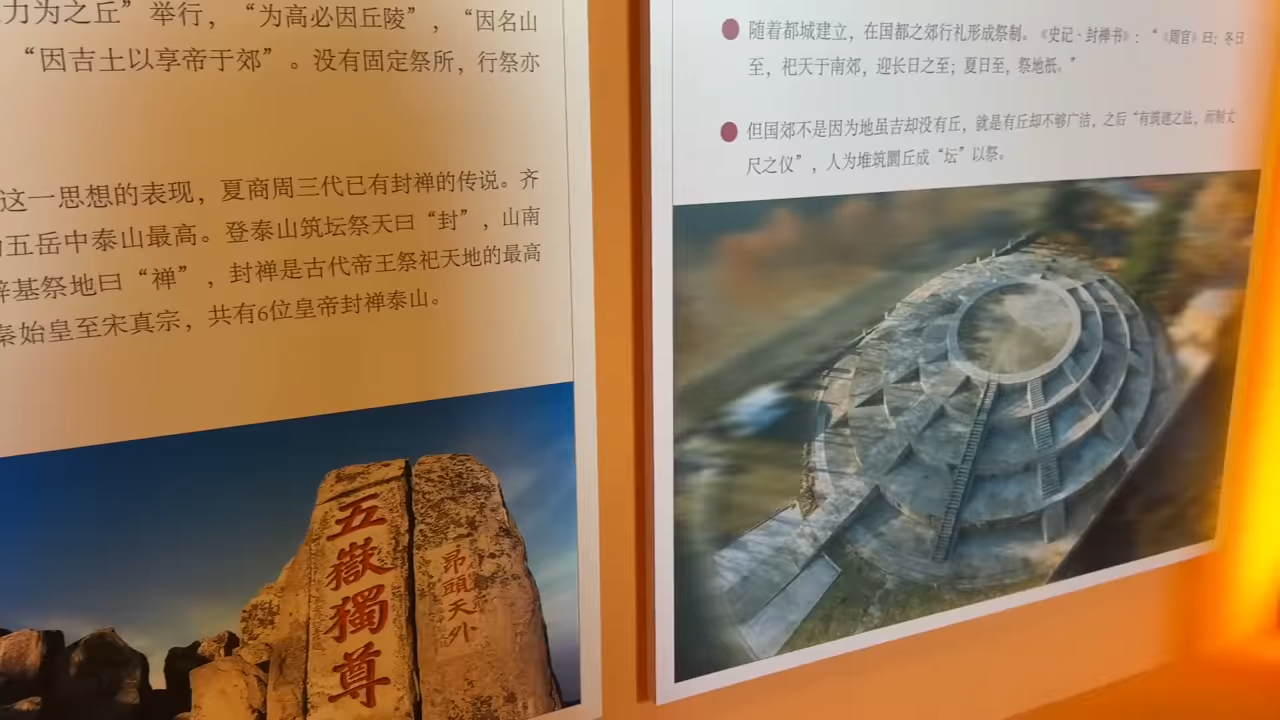 力为之丘”举行，“为高必因丘陵”，“因名山
“因吉土以享帝于郊”。没有固定祭所，行祭亦
这一思想的表现，夏商周三代已有封禅的传说。齐
为五岳中泰山最高。登泰山筑坛祭天曰“封”，山南
辟基祭地曰“禅”，封禅是古代帝王祭祀天地的最高
秦始皇至宋真宗，共有6位皇帝封禅泰山。
五嶽獨尊
昂頭天外
随着都城建立，在国都之郊行礼形成祭制。《史记·封禅书》：“《周官》曰：冬日
至，祀天于南郊，迎长日之至；夏日至，祭地祇。”
但国郊不是因为地虽吉却没有丘，就是有丘却不够广洁，之后“有筑建之法，而制丈
尺之仪”，人为堆筑圜丘成“坛”以祭。